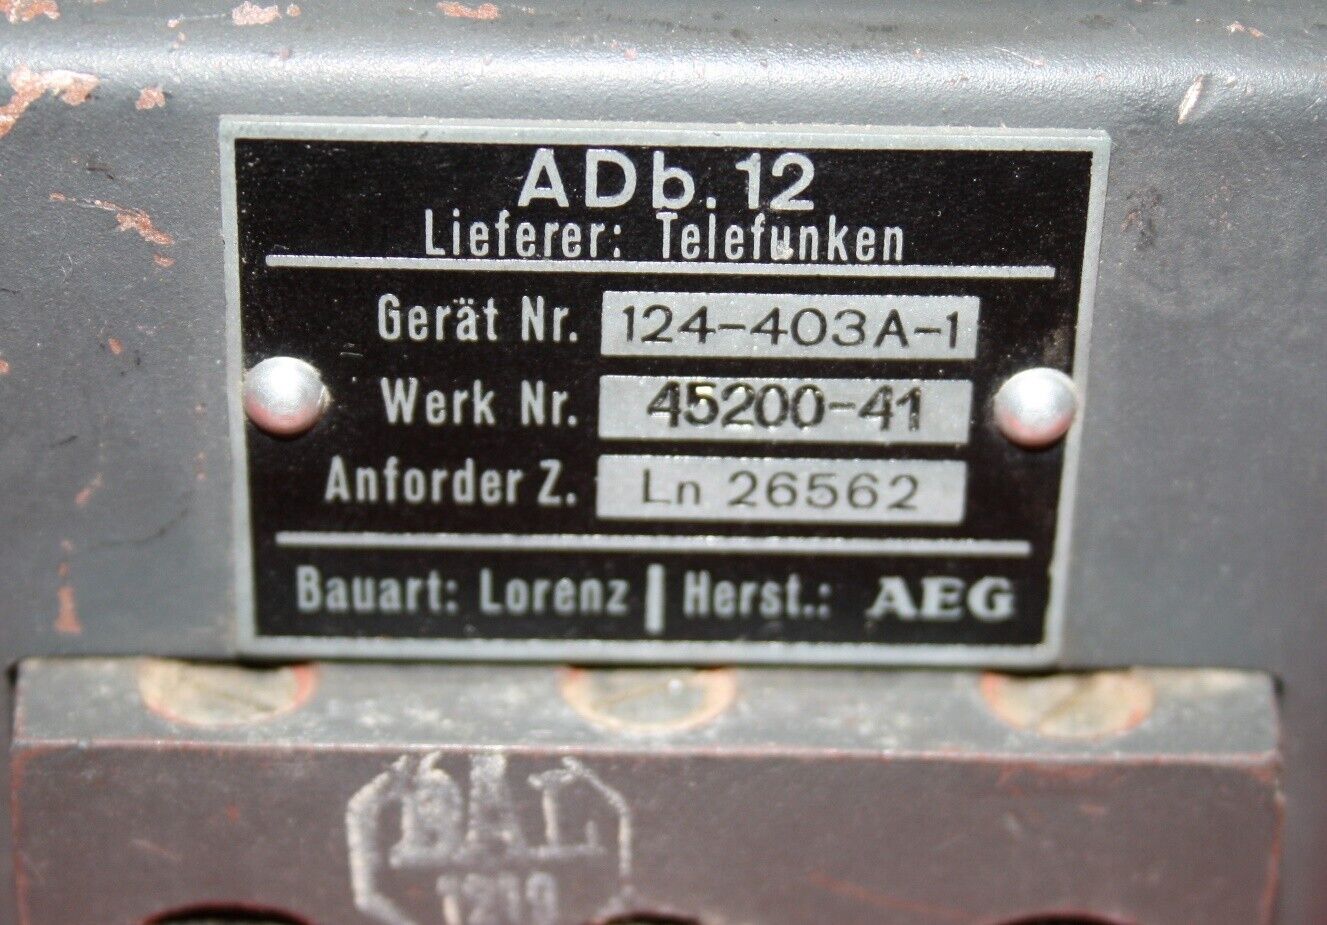 ADb.12
Lieferer: Telefunken
Gerät Nr. 124-403A-1
Werk Nr. 45200-41
Anforder Z. Ln 26562
Bauart: Lorenz | Herst.: AEG
BAL
1219